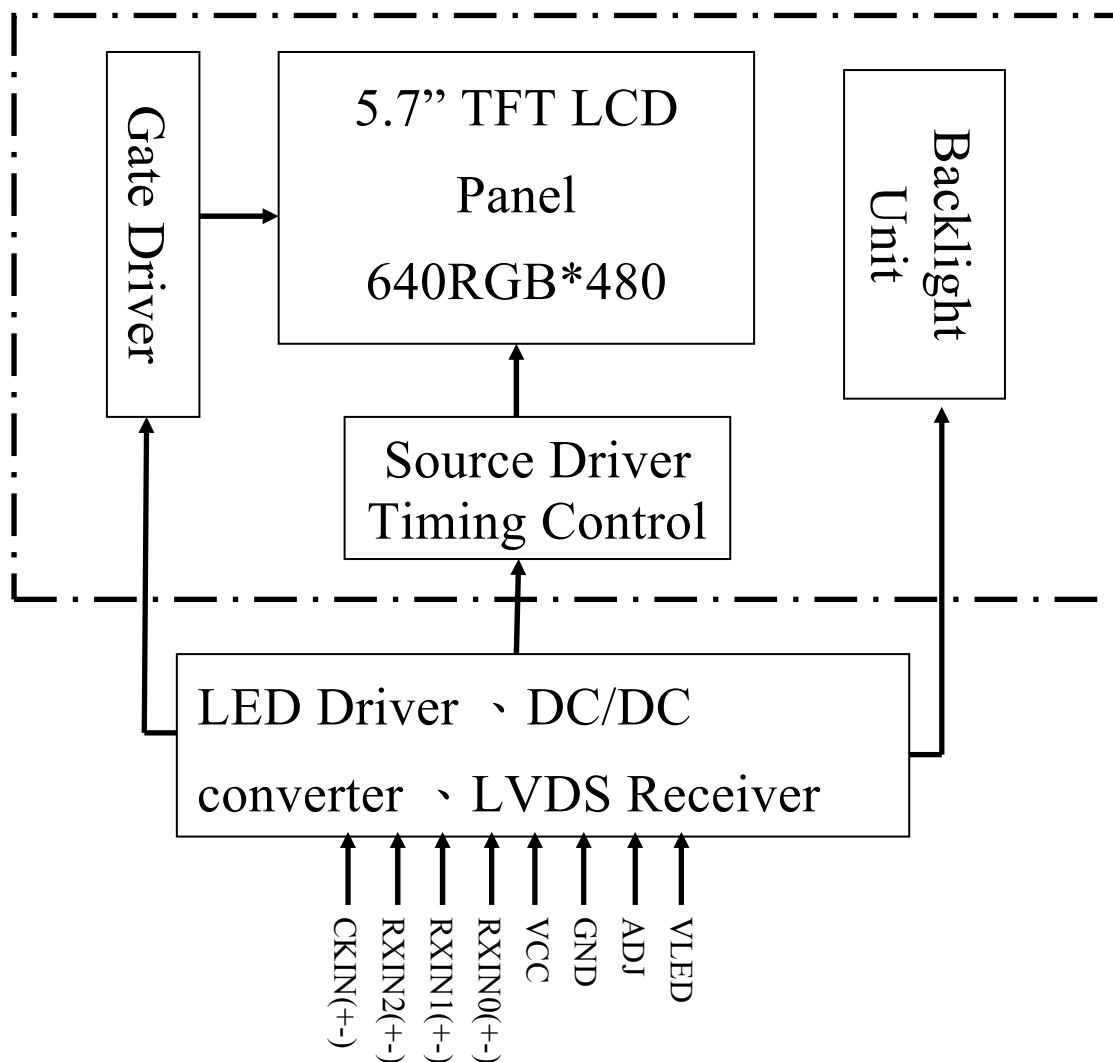 Gate Driver
5.7” TFT LCD
Panel
640RGB*480
Backlight
Unit
Source Driver
Timing Control
LED Driver 、DC/DC
converter 、LVDS Receiver
CKIN(+-)
RXIN2(+-)
RXIN1(+-)
RXIN0(+-)
VCC
GND
ADJ
VLED